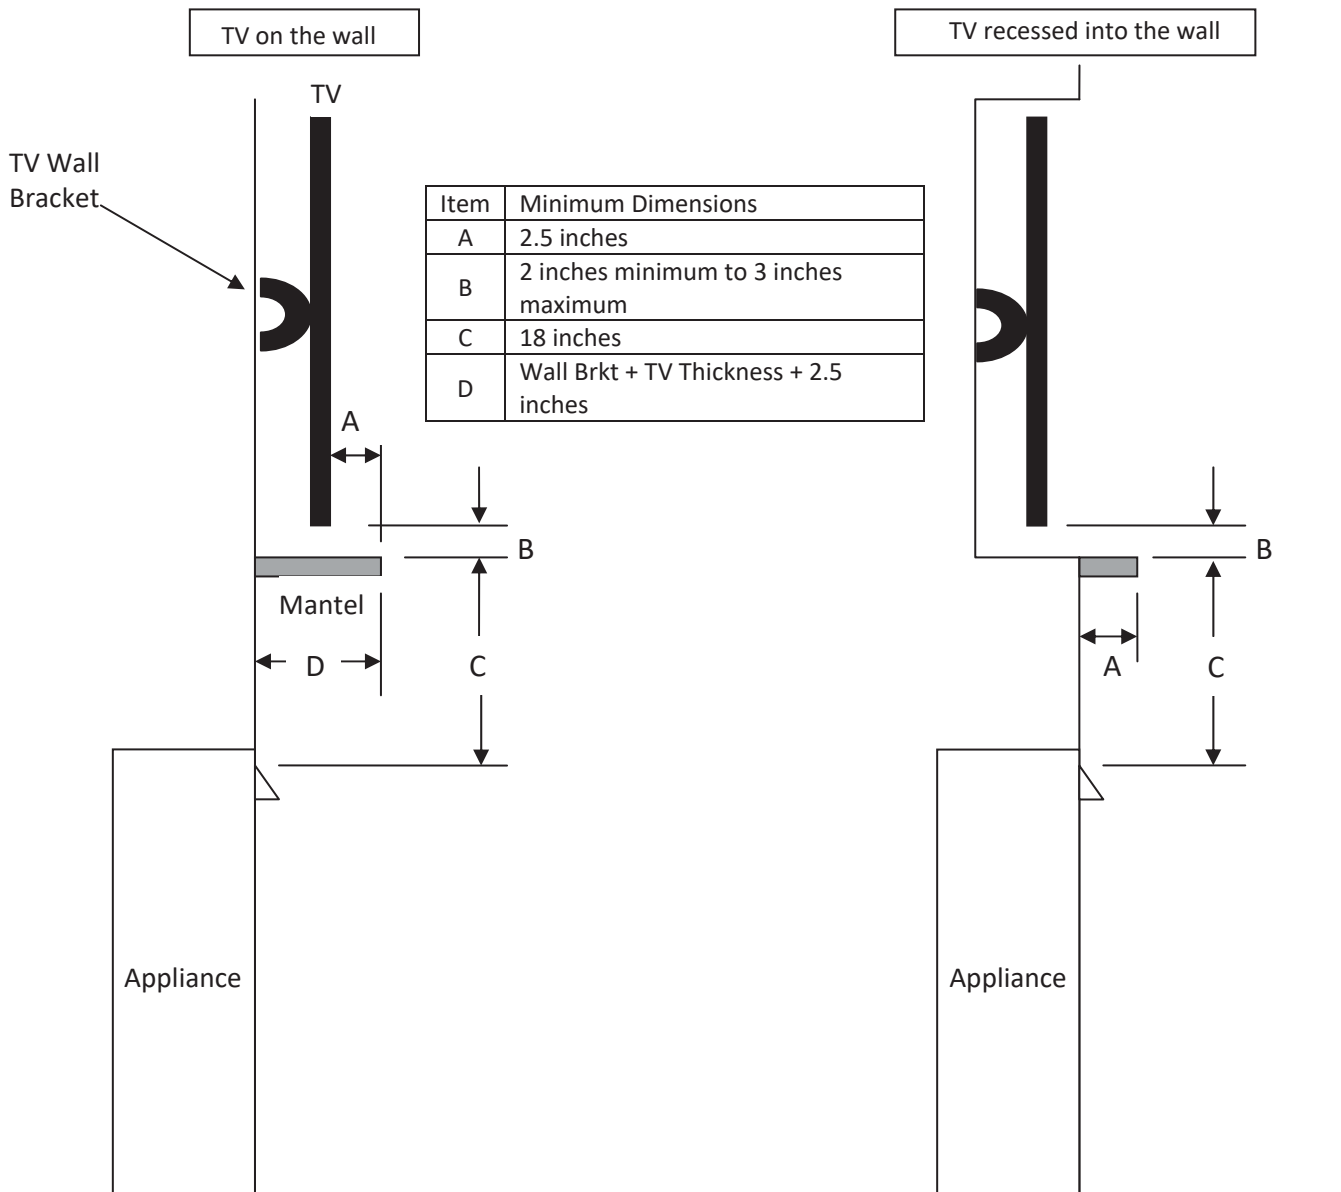 TV on the wall
TV recessed into the wall
TV
TV Wall
Bracket
Item Minimum Dimensions
A 2.5 inches
B 2 inches minimum to 3 inches
maximum
C 18 inches
D Wall Brkt + TV Thickness + 2.5
inches
A
B
Mantel
D
C
Appliance
B
A
C
Appliance